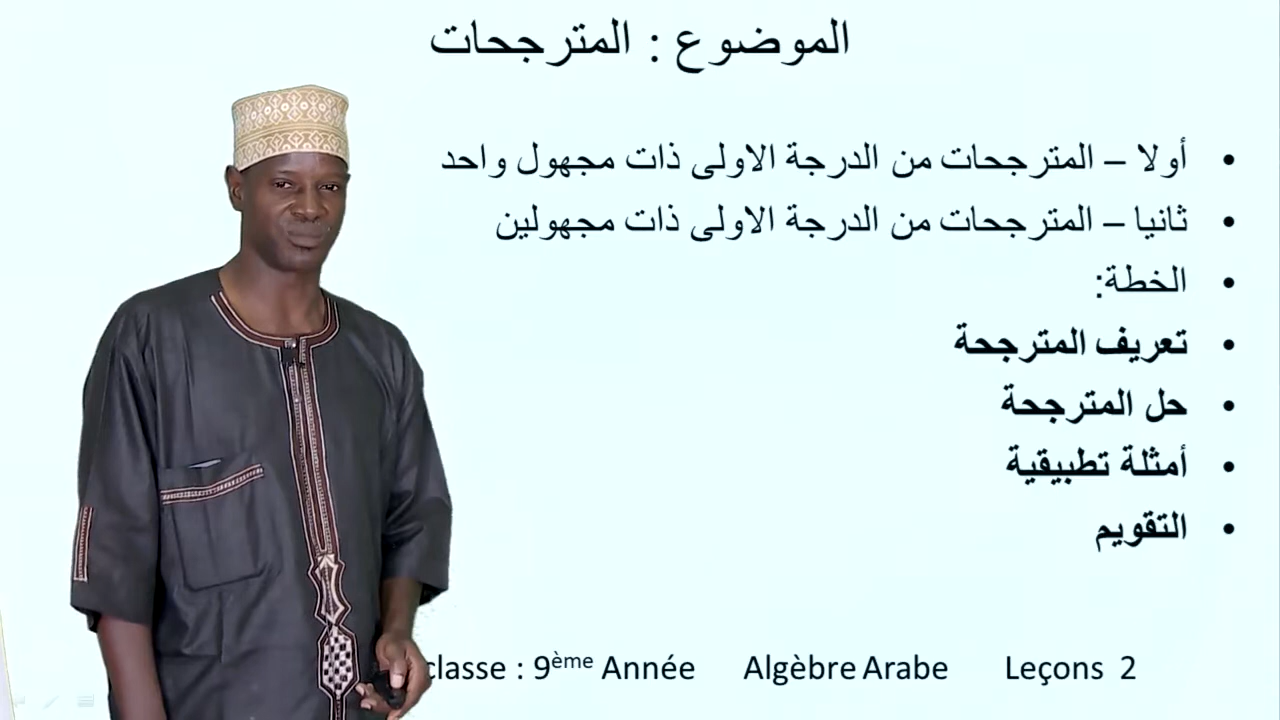 الموضوع : المترجحات
• أولا – المترجحات من الدرجة الاولى ذات مجهول واحد
• ثانيا – المترجحات من الدرجة الاولى ذات مجهولين
• الخطة:
• تعريف المترجحة
• حل المترجحة
• أمثلة تطبيقية
• التقويم
classe : 9ème Année Algèbre Arabe Leçons 2